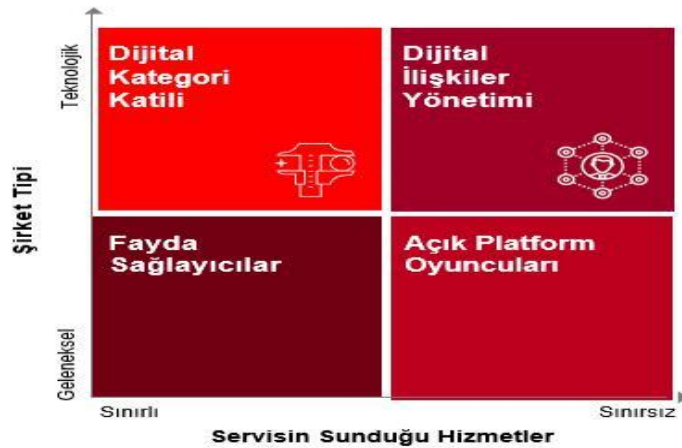 Teknolojik
Şirket Tipi
Geleneksel
Dijital
Kategori
Katili
Dijital
İlişkiler
Yönetimi
Fayda
Sağlayıcılar
Açık Platform
Oyuncuları
Sınırlı
Sınırsız
Servisin Sunduğu Hizmetler